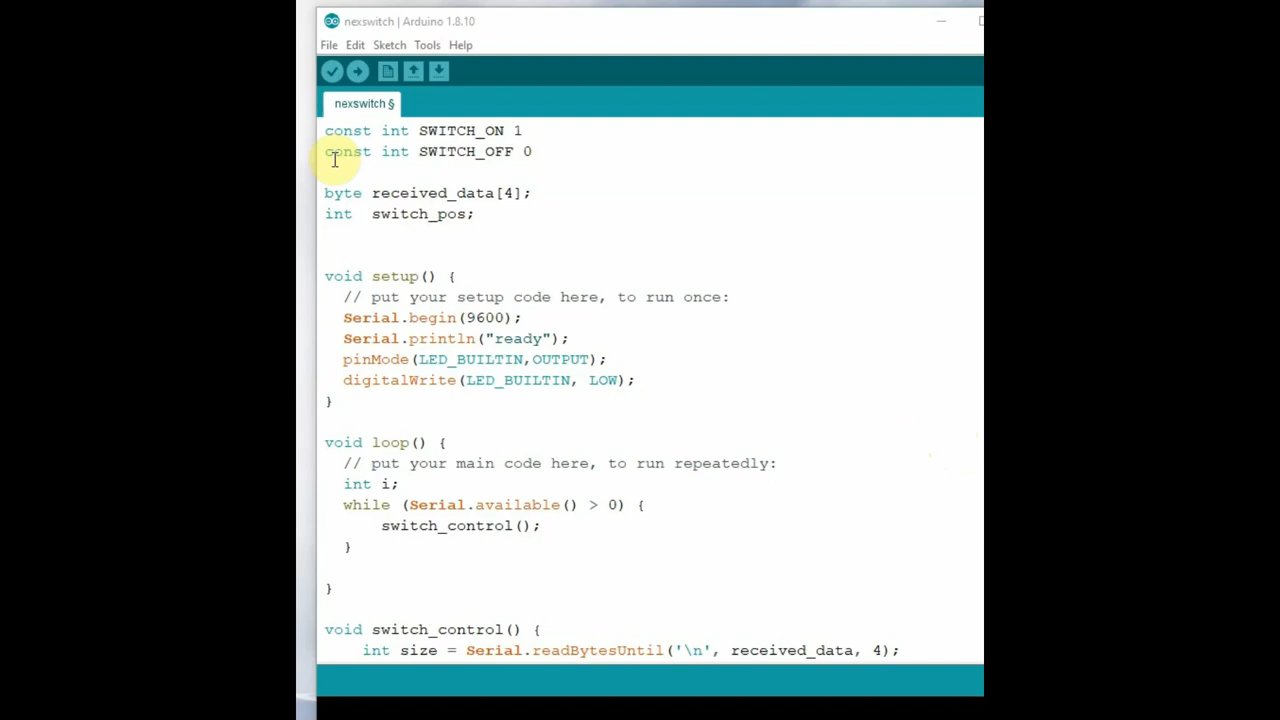 nexswitch | Arduino 1.8.10
File Edit Sketch Tools Help
nexswitch §
const int SWITCH_ON 1
const int SWITCH_OFF 0
byte received_data[4];
int  switch_pos;
void setup() {
  // put your setup code here, to run once:
  Serial.begin(9600);
  Serial.println("ready");
  pinMode(LED_BUILTIN,OUTPUT);
  digitalWrite(LED_BUILTIN, LOW);
}
void loop() {
  // put your main code here, to run repeatedly:
  int i;
  while (Serial.available() > 0) {
      switch_control();
  }
}
void switch_control() {
    int size = Serial.readBytesUntil('\n', received_data, 4);